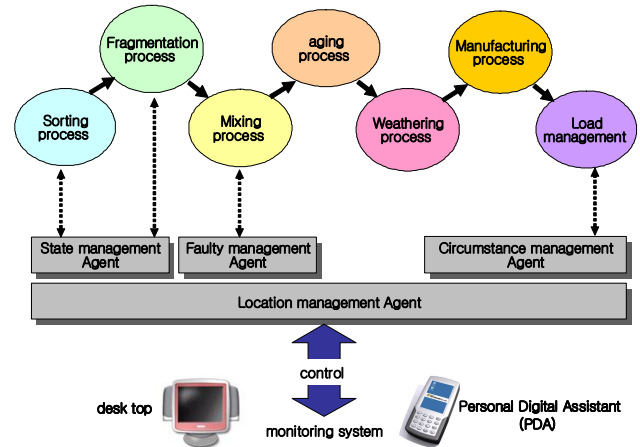 Fragmentation
process
aging
process
Manufacturing
process
Sorting
process
Mixing
process
Weathering
process
Load
management
State management
Agent
Faulty management
Agent
Circumstance management
Agent
Location management Agent
control
desk top
monitoring system
Personal Digital Assistant
(PDA)